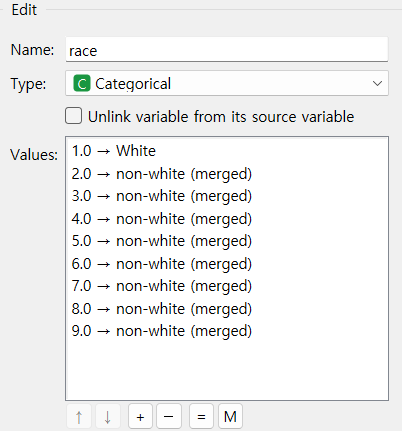 Edit
Name: race
Type: C Categorical
Unlink variable from its source variable
Values:
1.0 → White
2.0 → non-white (merged)
3.0 → non-white (merged)
4.0 → non-white (merged)
5.0 → non-white (merged)
6.0 → non-white (merged)
7.0 → non-white (merged)
8.0 → non-white (merged)
9.0 → non-white (merged)
↑ ↓ + − = M